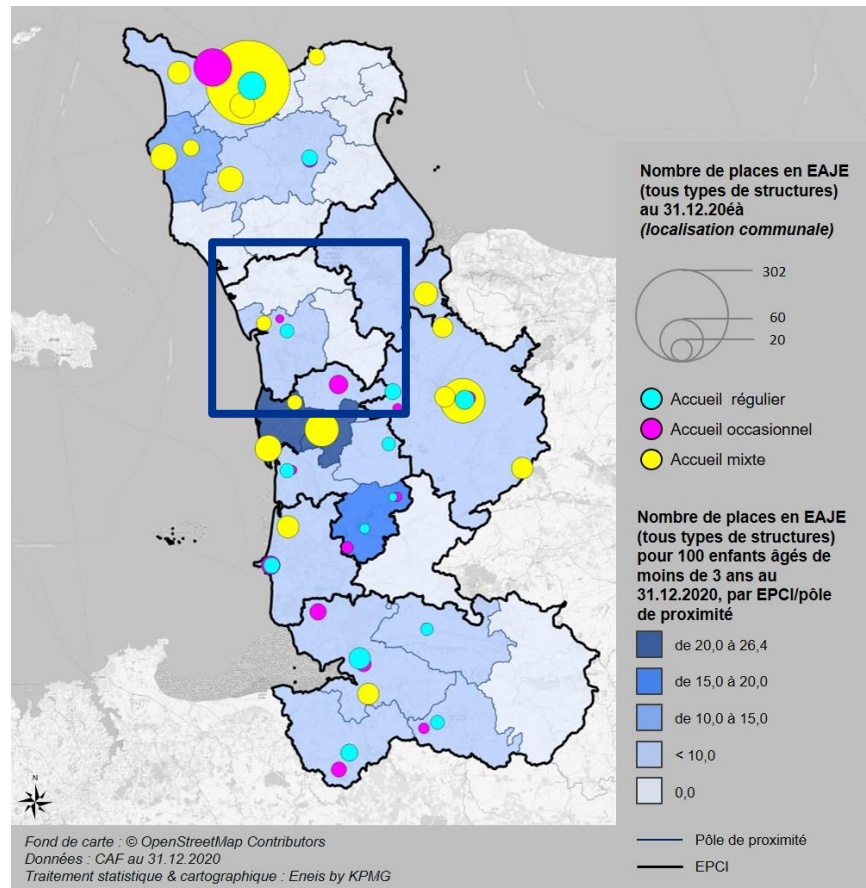 Nombre de places en EAJE
(tous types de structures)
au 31.12.20éà
(localisation communale)
302
60
20
Accueil régulier
Accueil occasionnel
Accueil mixte
Nombre de places en EAJE
(tous types de structures)
pour 100 enfants âgés de
moins de 3 ans au
31.12.2020, par EPCI/pôle
de proximité
de 20,0 à 26,4
de 15,0 à 20,0
de 10,0 à 15,0
< 10,0
0,0
Pôle de proximité
EPCI
N
Fond de carte : © OpenStreetMap Contributors
Données : CAF au 31.12.2020
Traitement statistique & cartographique : Eneis by KPMG